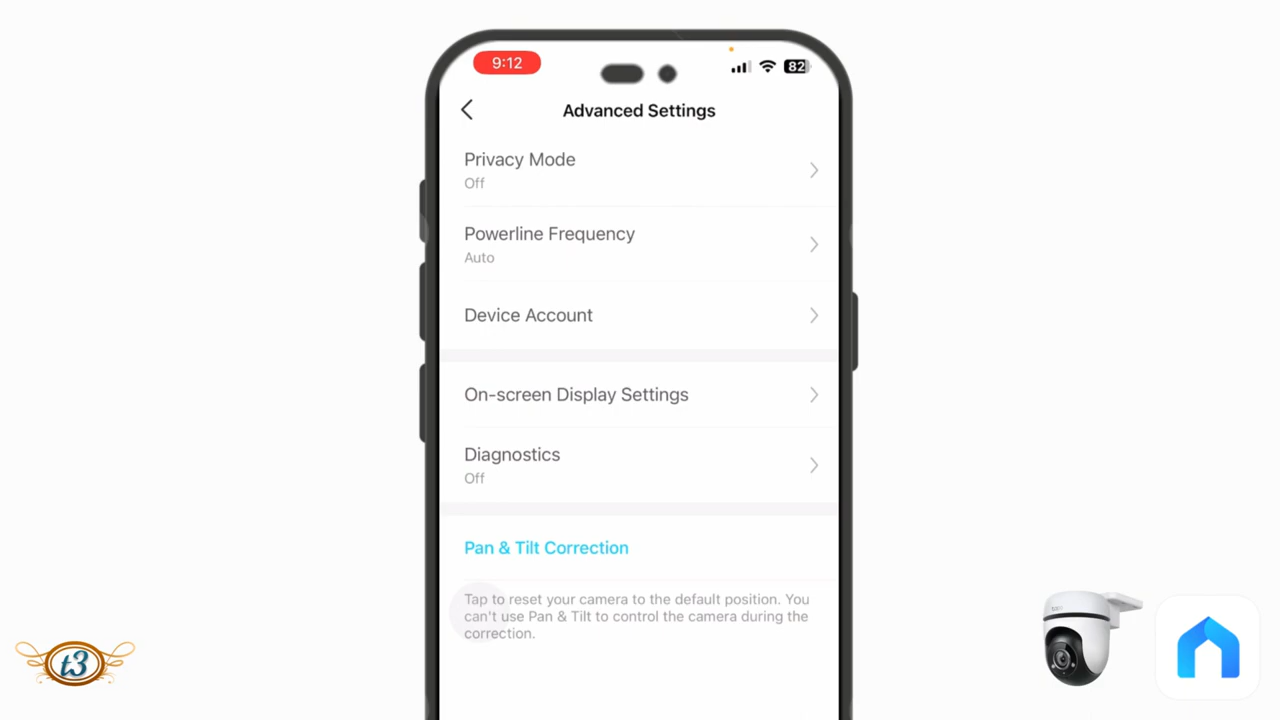 9:12
82
Advanced Settings
Privacy Mode
Off
Powerline Frequency
Auto
Device Account
On-screen Display Settings
Diagnostics
Off
Pan & Tilt Correction
Tap to reset your camera to the default position. You
can't use Pan & Tilt to control the camera during the
correction.
t3
tapo